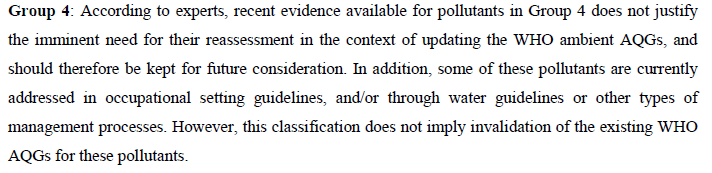 Group 4: According to experts, recent evidence available for pollutants in Group 4 does not justify
the imminent need for their reassessment in the context of updating the WHO ambient AQGs, and
should therefore be kept for future consideration. In addition, some of these pollutants are currently
addressed in occupational setting guidelines, and/or through water guidelines or other types of
management processes. However, this classification does not imply invalidation of the existing WHO
AQGs for these pollutants.